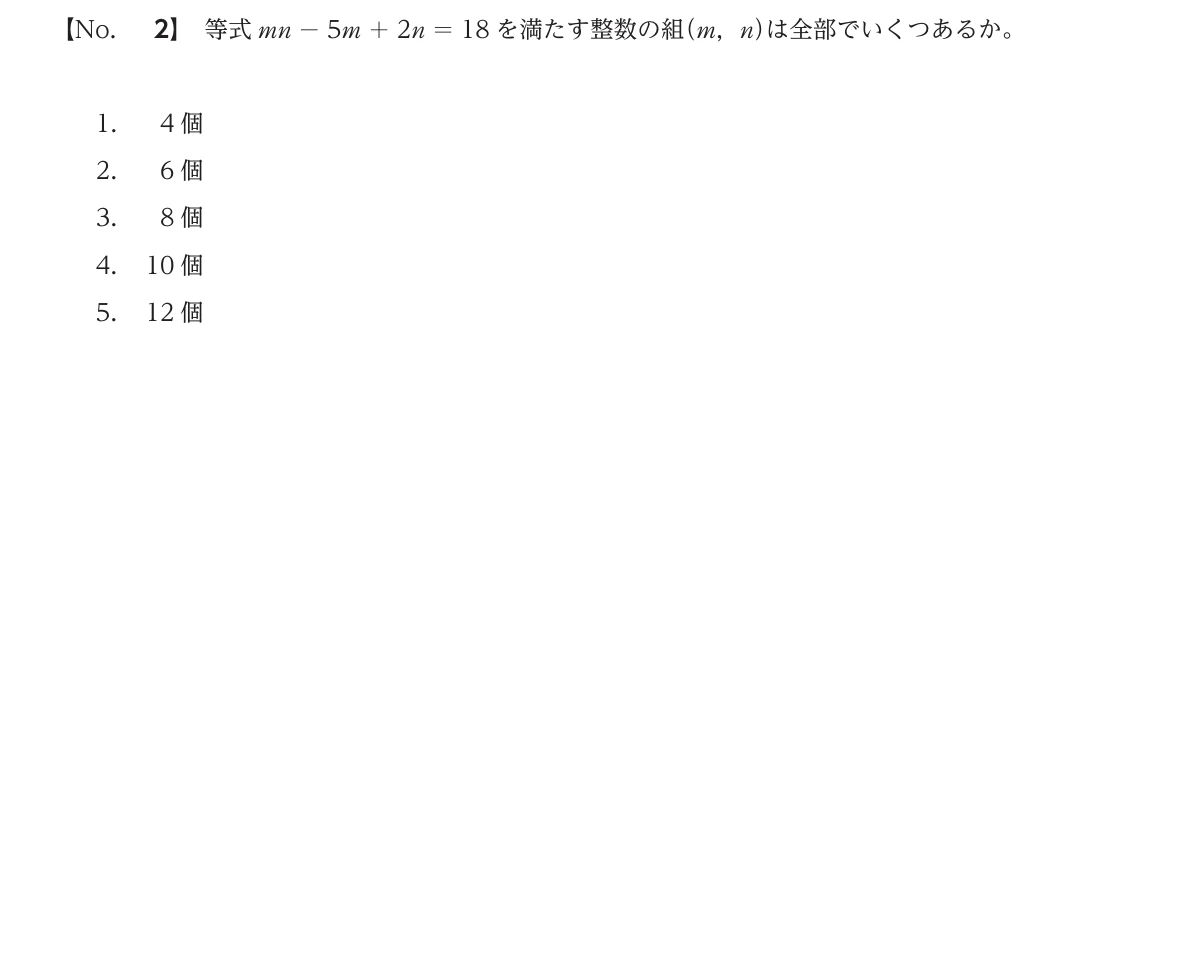 【No. 2】 等式 mn − 5m + 2n = 18 を満たす整数の組(m, n)は全部でいくつあるか。
1. 4個
2. 6個
3. 8個
4. 10個
5. 12個